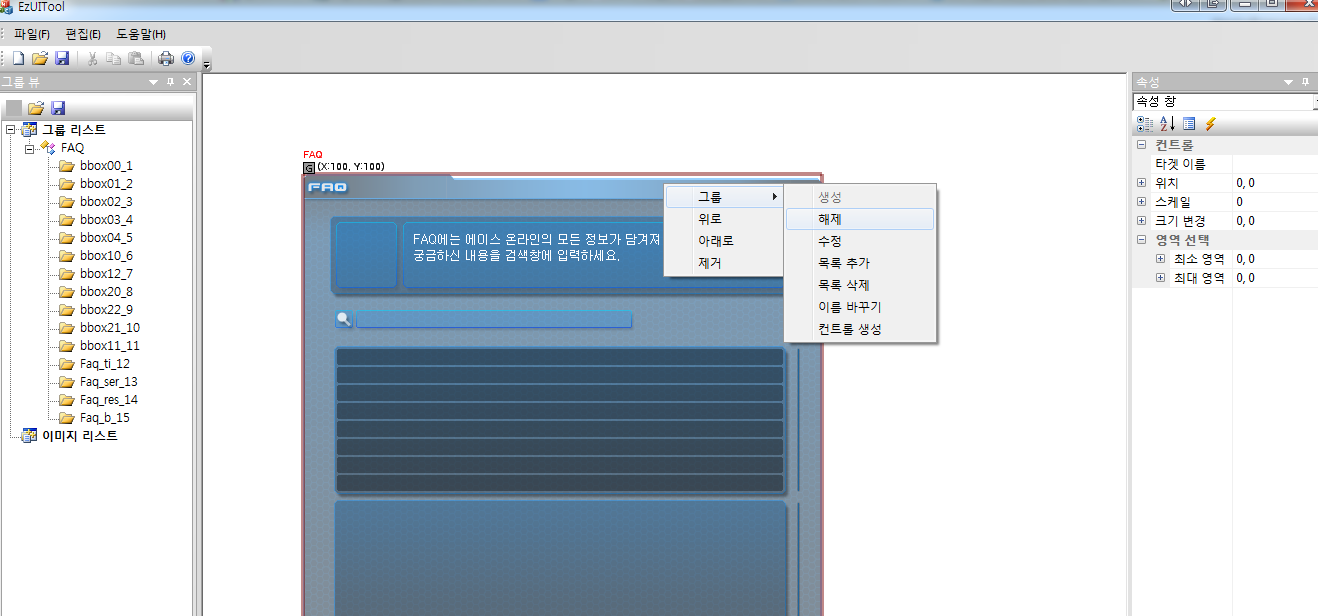 EzUITool
파일(F) 편집(E) 도움말(H)
그룹 뷰
그룹 리스트
FAQ
bbox00_1
bbox01_2
bbox02_3
bbox03_4
bbox04_5
bbox10_6
bbox12_7
bbox20_8
bbox22_9
bbox21_10
bbox11_11
Faq_ti_12
Faq_ser_13
Faq_res_14
Faq_b_15
이미지 리스트
FAQ
G (X:100, Y:100)
FAQ
FAQ에는 에이스 온라인의 모든 정보가 담겨져
궁금하신 내용을 검색창에 입력하세요.
그룹
위로
아래로
제거
생성
해제
수정
목록 추가
목록 삭제
이름 바꾸기
컨트롤 생성
속성
속성 창
컨트롤
타겟 이름
위치 0, 0
스케일 0
크기 변경 0, 0
영역 선택
최소 영역 0, 0
최대 영역 0, 0